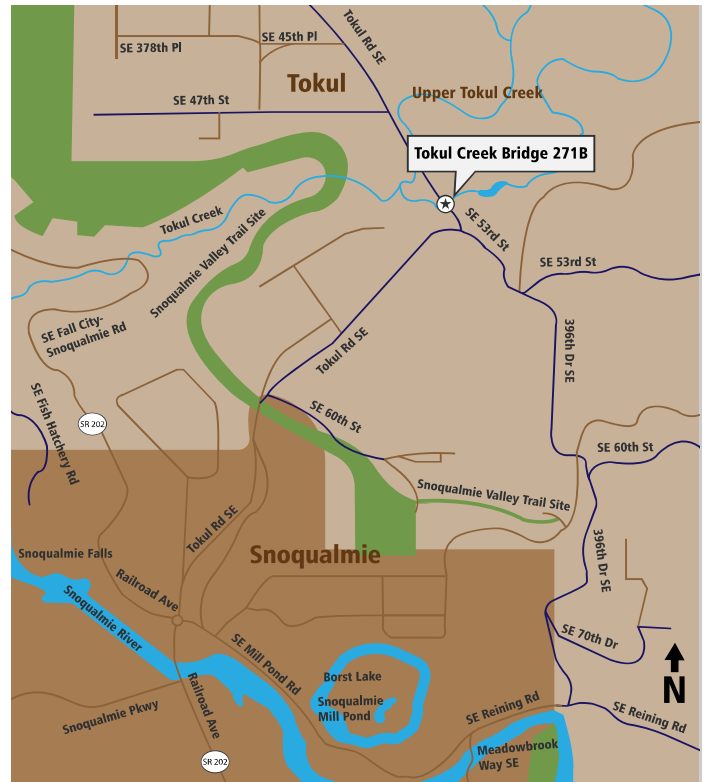 Tokul Rd SE
SE 45th Pl
SE 378th Pl
Tokul
Upper Tokul Creek
SE 47th St
Tokul Creek Bridge 271B
Tokul Creek
Snoqualmie Valley Trail Site
SE 53rd St
SE 53rd St
SE Fall City-
Snoqualmie Rd
396th Dr SE
Tokul Rd SE
SE Fish Hatchery Rd
SR 202
SE 60th St
SE 60th St
Snoqualmie Valley Trail Site
Tokul Rd SE
Snoqualmie
396th Dr SE
Snoqualmie Falls
Railroad Ave
Snoqualmie River
SE 70th Dr
SE Mill Pond Rd
Borst Lake
Snoqualmie
Mill Pond
N
Snoqualmie Pkwy
Railroad Ave
SE Reining Rd
SE Reining Rd
Meadowbrook
Way SE
SR 202